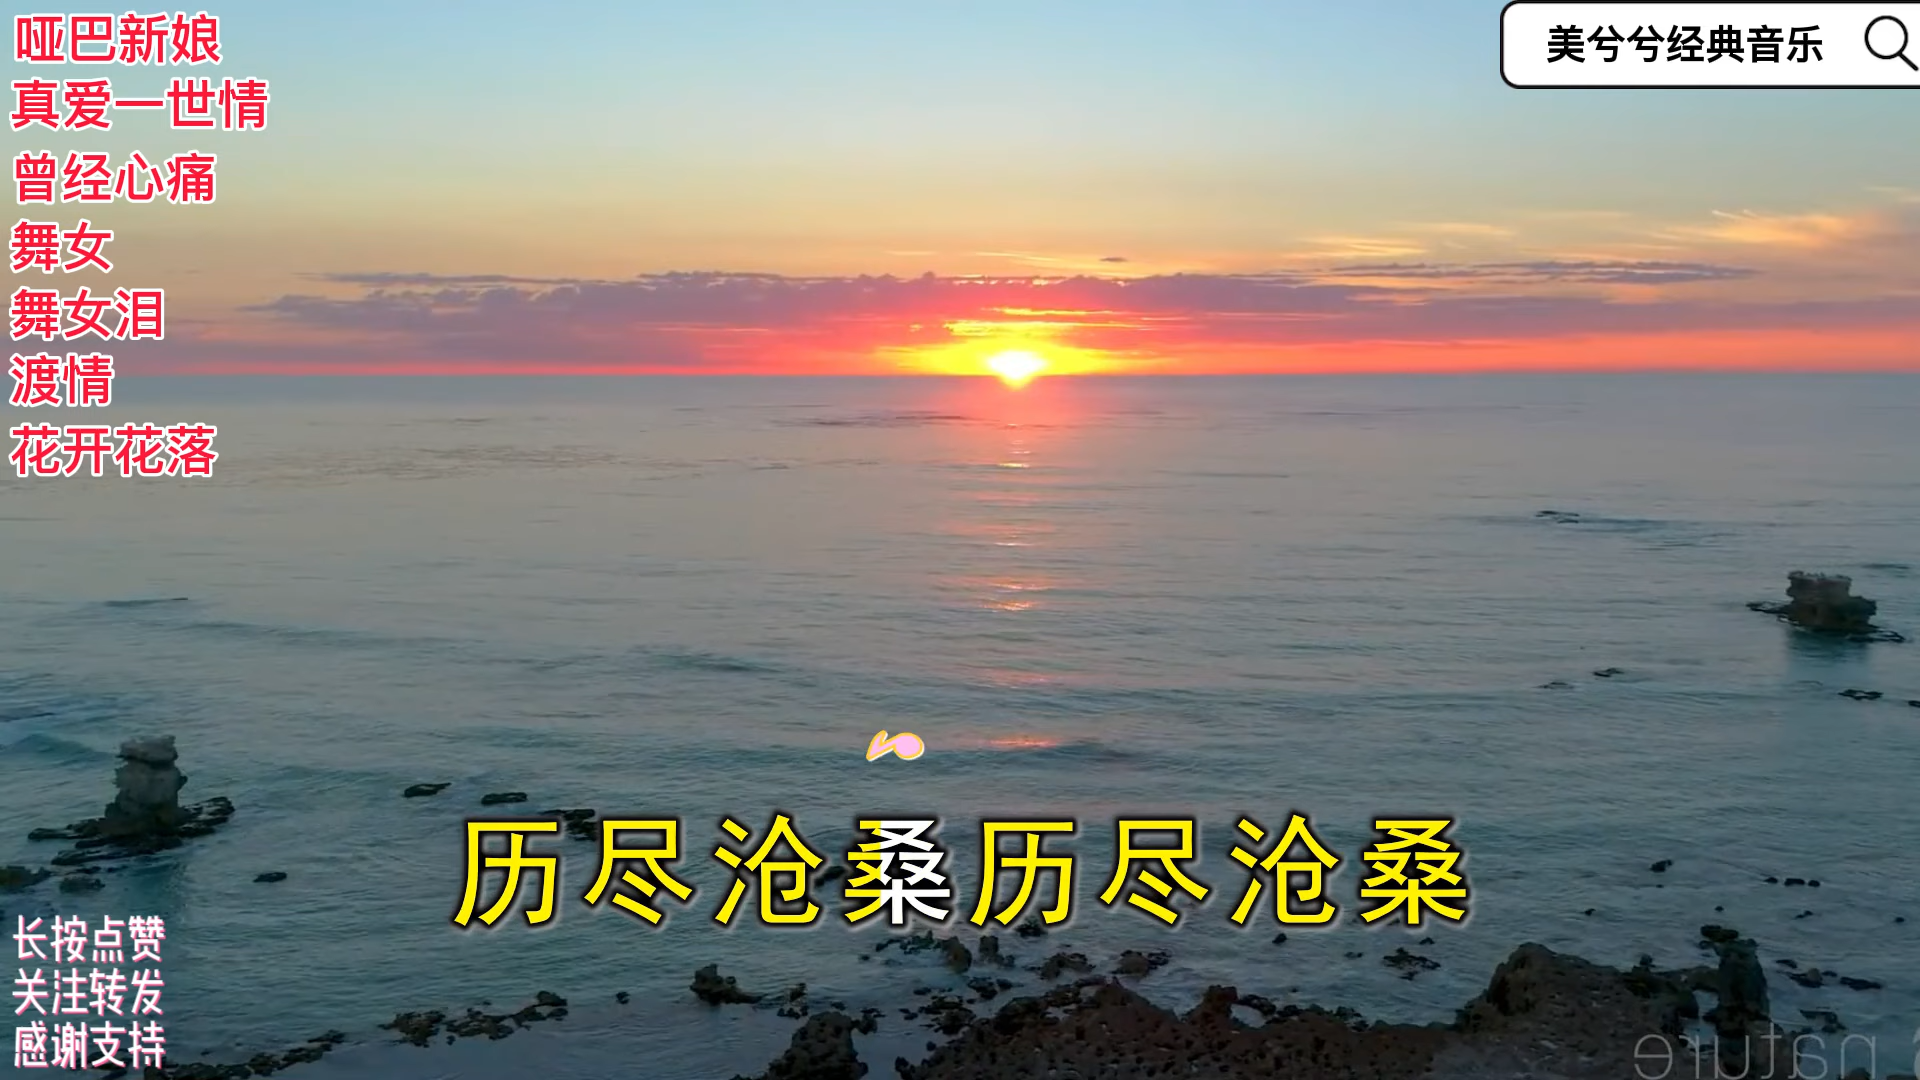 哑巴新娘
真爱一世情
曾经心痛
舞女
舞女泪
渡情
花开花落
美兮兮经典音乐
历尽沧桑历尽沧桑
长按点赞
关注转发
感谢支持
nature